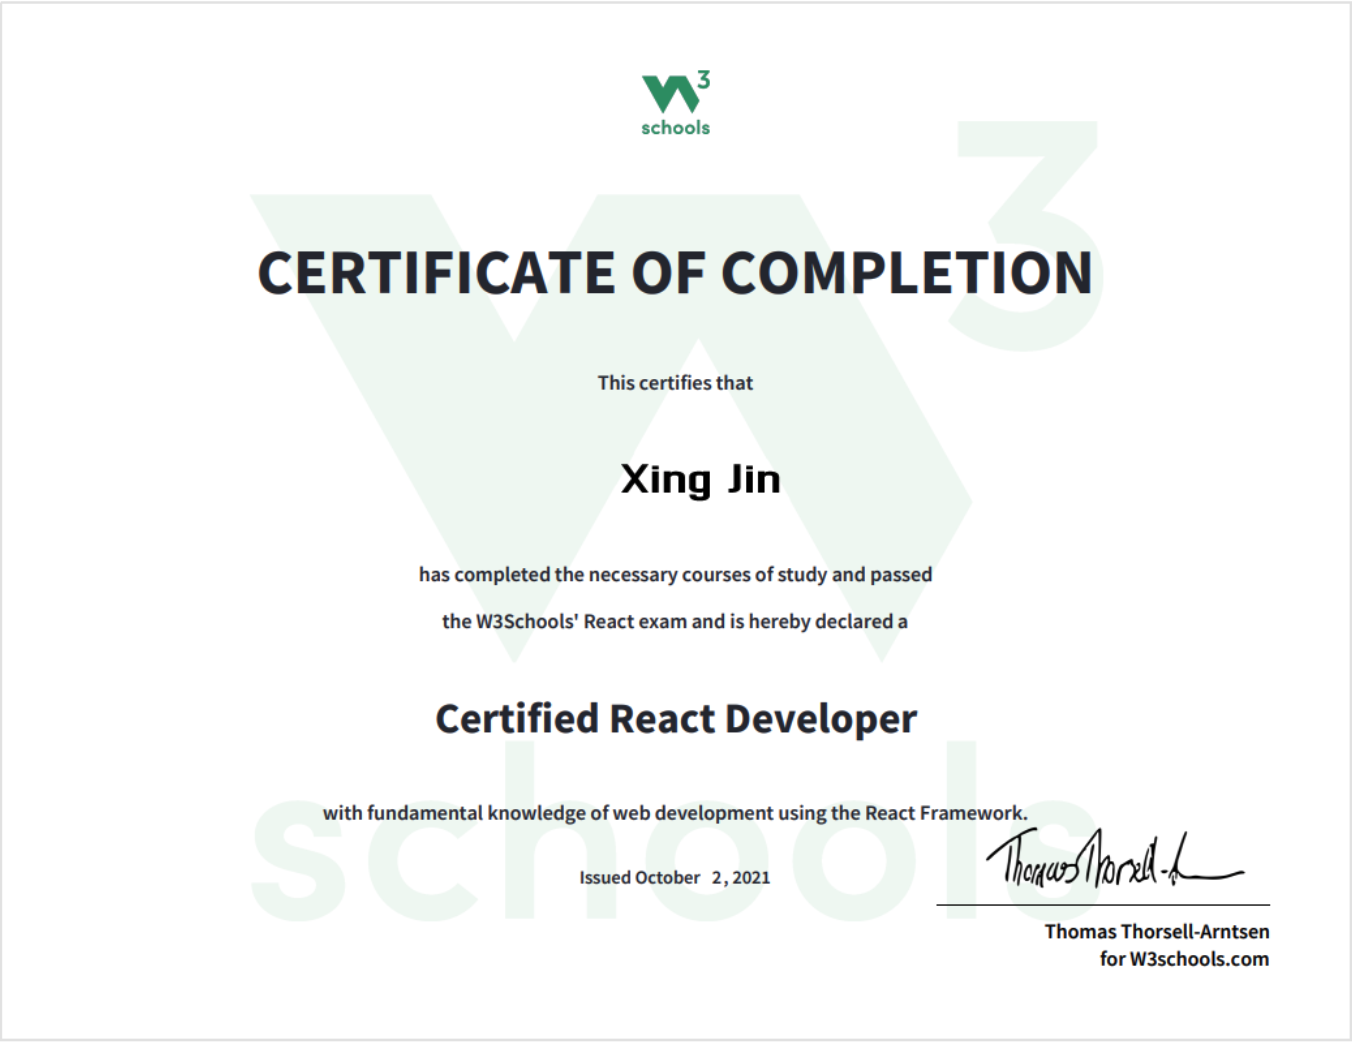 W3
schools
CERTIFICATE OF COMPLETION
This certifies that
Xing Jin
has completed the necessary courses of study and passed
the W3Schools' React exam and is hereby declared a
Certified React Developer
with fundamental knowledge of web development using the React Framework.
Issued October 2, 2021
Thomas Thorsell-Arntsen
for W3schools.com